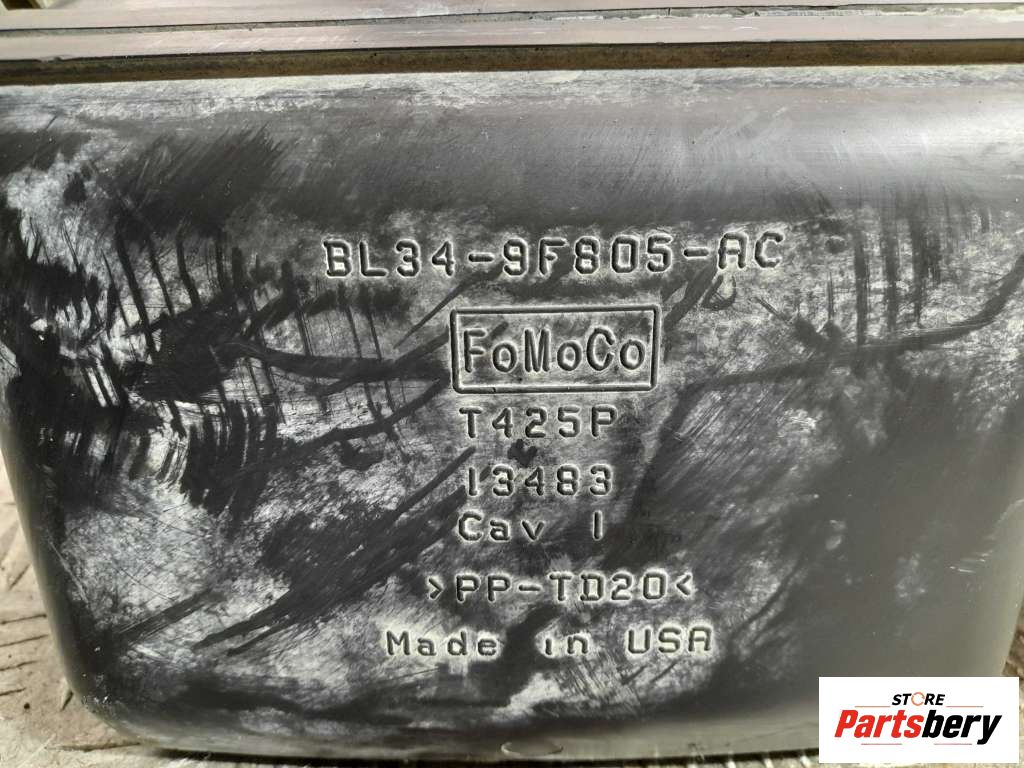 BL34-9F805-AC
FoMoCo
T425P
13483
Cav 1
>PP-TD20<
Made in USA
STORE
Partsbery